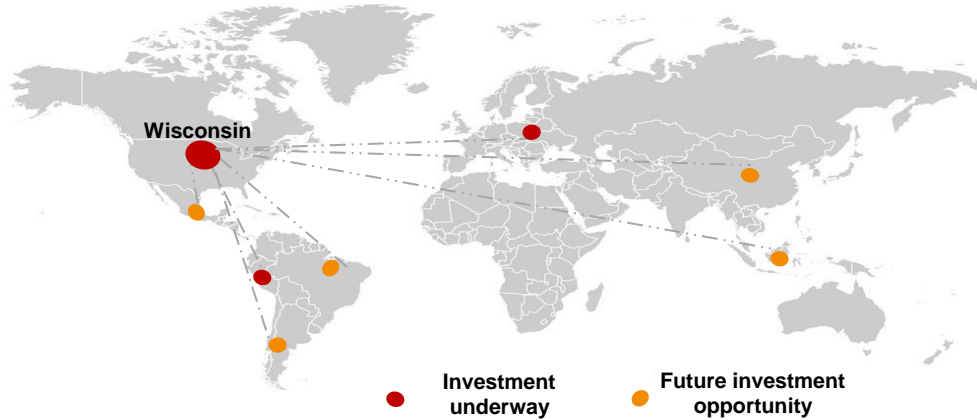 Wisconsin
Investment
underway
Future investment
opportunity